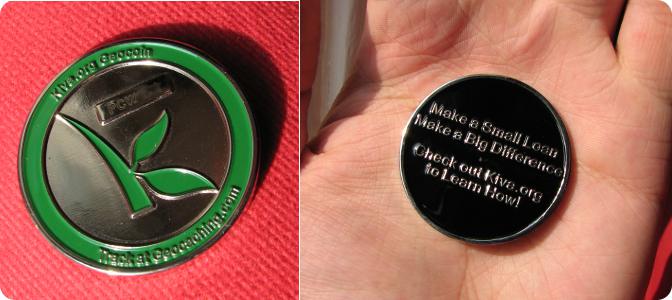 Kiva.org Geocoin
Track at Geocaching.com
Make a Small Loan
Make a Big Difference
Check out Kiva.org
to Learn How!